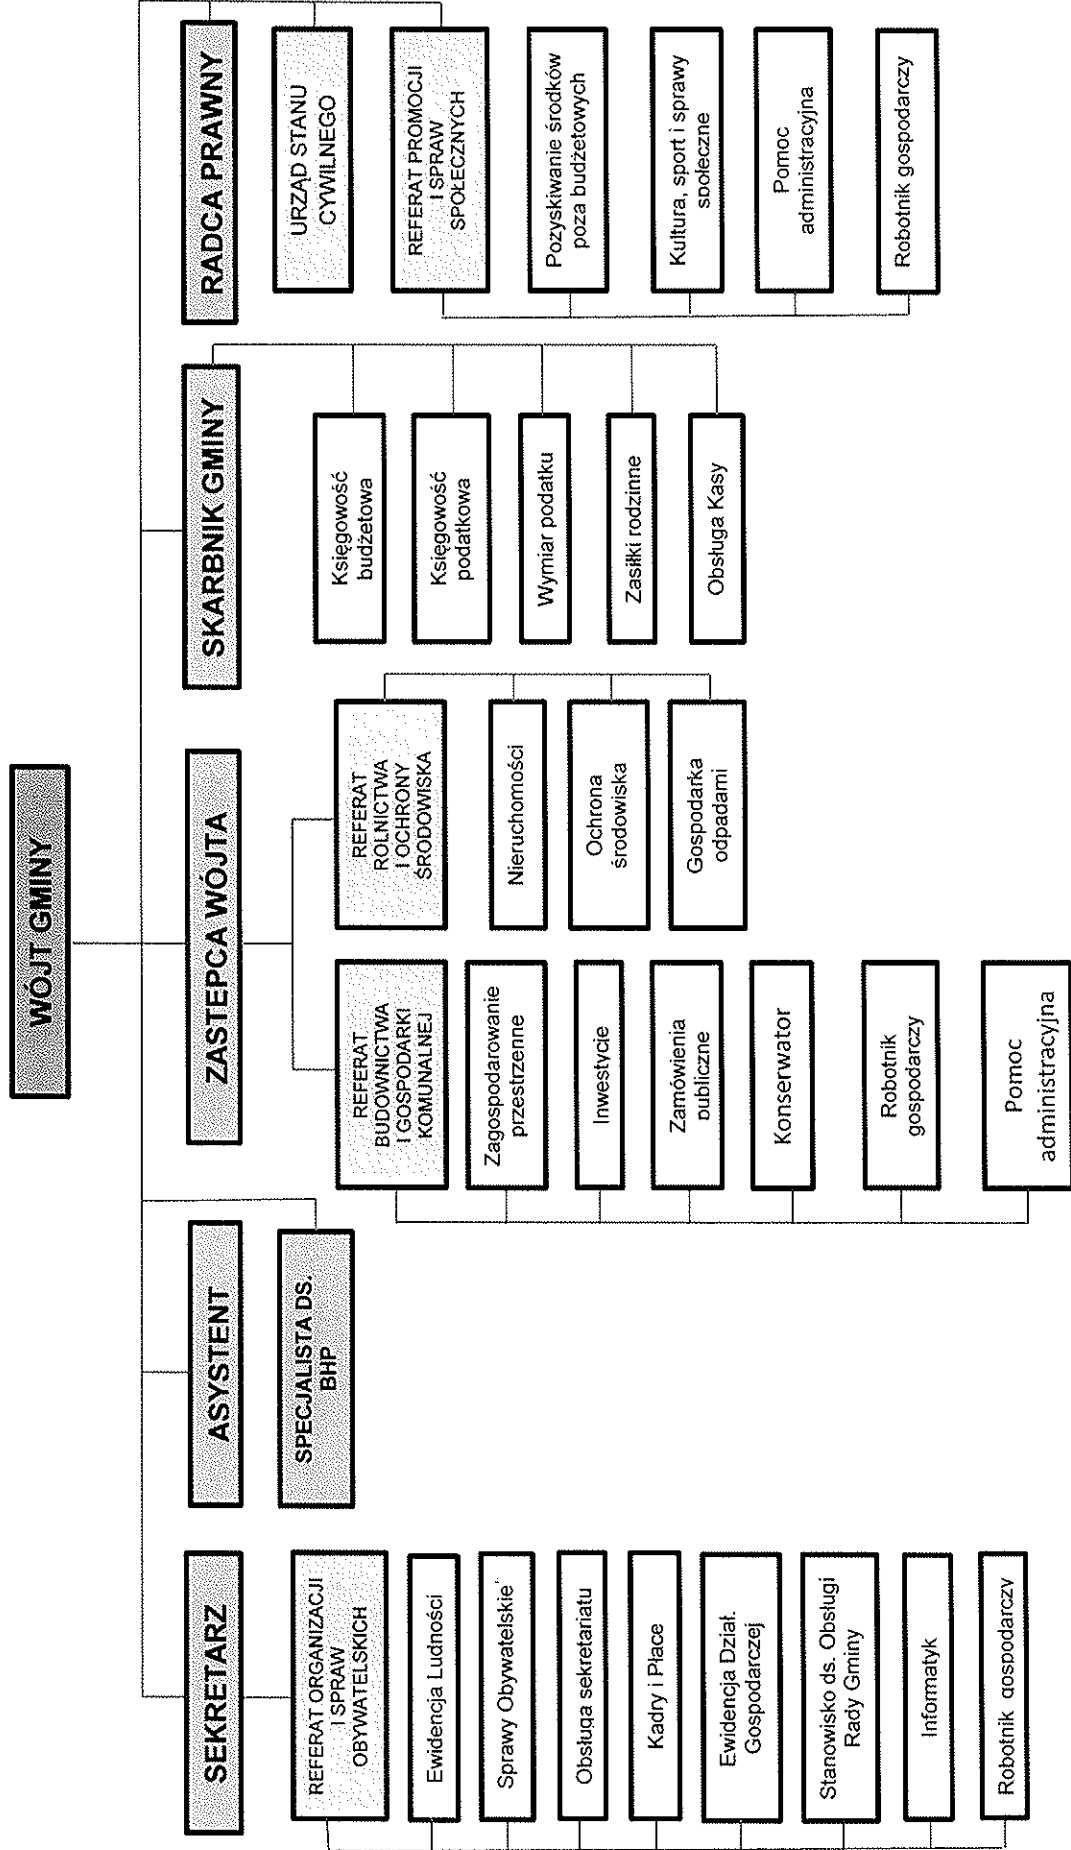 WÓJT GMINY
SEKRETARZ
REFERAT ORGANIZACJI
I SPRAW
OBYWATELSKICH
Ewidencja Ludności
Sprawy Obywatelskie
Obsługa sekretariatu
Kadry i Płace
Ewidencja Dział.
Gospodarczej
Stanowisko ds. Obsługi
Rady Gminy
Informatyk
Robotnik gospodarczy
ASYSTENT
SPECJALISTA DS.
BHP
ZASTEPCA WÓJTA
REFERAT
BUDOWNICTWA
I GOSPODARKI
KOMUNALNEJ
Zagospodarowanie
przestrzenne
Inwestycje
Zamówienia
publiczne
Konserwator
Robotnik
gospodarczy
Pomoc
administracyjna
REFERAT
ROLNICTWA
I OCHRONY
ŚRODOWISKA
Nieruchomości
Ochrona
środowiska
Gospodarka
odpadami
SKARBNIK GMINY
Księgowość
budżetowa
Księgowość
podatkowa
Wymiar podatku
Zasiłki rodzinne
Obsługa Kasy
RADCA PRAWNY
URZĄD STANU
CYWILNEGO
REFERAT PROMOCJI
I SPRAW
SPOŁECZNYCH
Pozyskiwanie środków
poza budżetowych
Kultura, sport i sprawy
społeczne
Pomoc
administracyjna
Robotnik gospodarczy